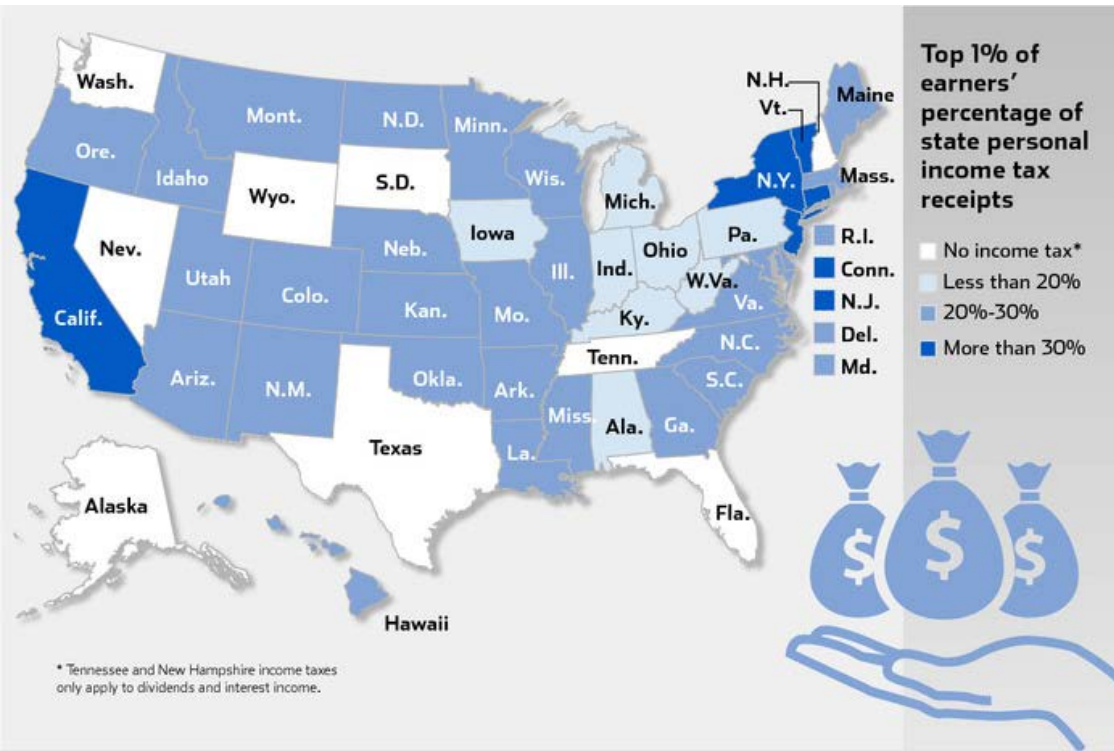 Top 1% of
earners’
percentage of
state personal
income tax
receipts
No income tax*
Less than 20%
20%-30%
More than 30%
Wash.
Ore.
Calif.
Nev.
Idaho
Mont.
Wyo.
Utah
Ariz.
Colo.
N.M.
N.D.
S.D.
Neb.
Kan.
Okla.
Texas
Minn.
Iowa
Mo.
Ark.
La.
Wis.
Ill.
Mich.
Ind.
Ohio
Ky.
Tenn.
Miss.
Ala.
Ga.
Fla.
S.C.
N.C.
Va.
W.Va.
Pa.
N.Y.
Vt.
N.H.
Maine
Mass.
R.I.
Conn.
N.J.
Del.
Md.
Alaska
Hawaii
$
$
$
* Tennessee and New Hampshire income taxes
only apply to dividends and interest income.